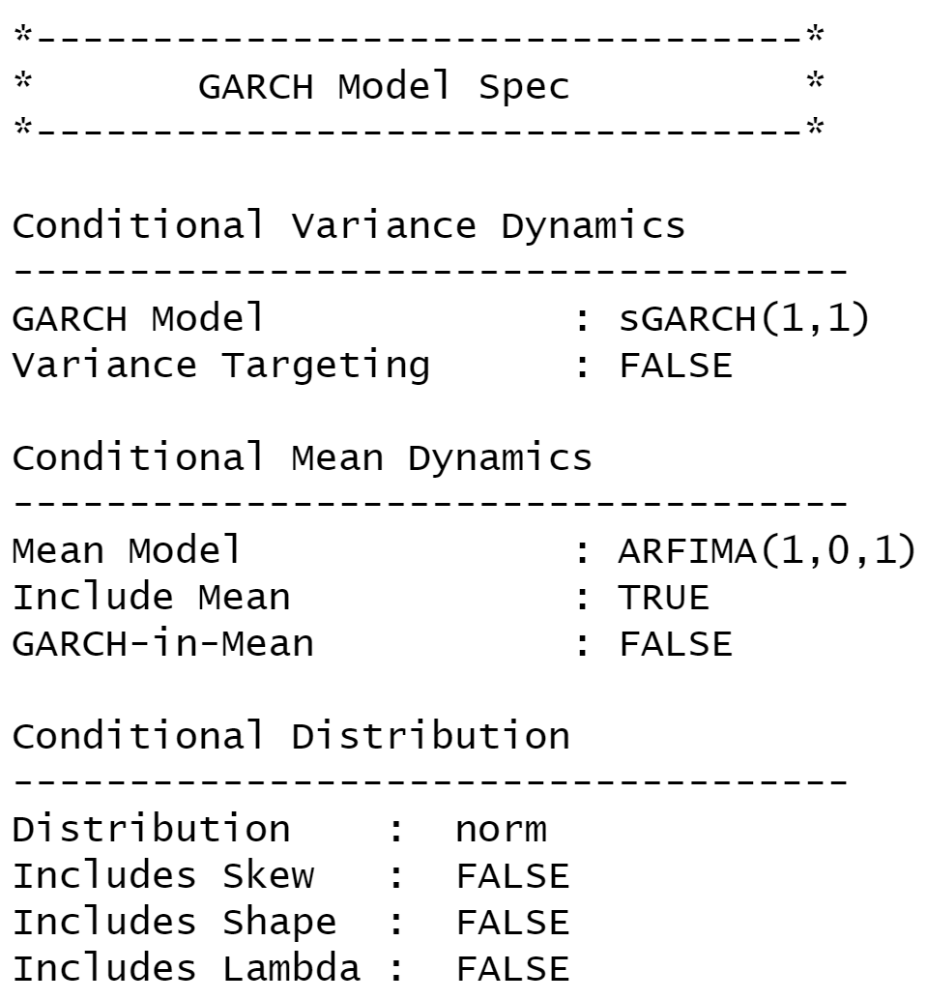 *---------------------------------*
*       GARCH Model Spec          *
*---------------------------------*
Conditional Variance Dynamics
------------------------------------
GARCH Model             : sGARCH(1,1)
Variance Targeting      : FALSE
Conditional Mean Dynamics
------------------------------------
Mean Model              : ARFIMA(1,0,1)
Include Mean            : TRUE
GARCH-in-Mean           : FALSE
Conditional Distribution
------------------------------------
Distribution    :  norm
Includes Skew   :  FALSE
Includes Shape  :  FALSE
Includes Lambda :  FALSE